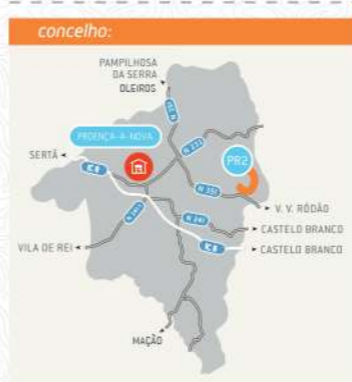 concelho:
PAMPILHOSA
DA SERRA
OLEIROS
PROENÇA-A-NOVA
N 233
PR2
SERTÃ
N 351
V. V. RÓDÃO
N 241
CASTELO BRANCO
VILA DE REI
CASTELO BRANCO
MAÇÃO